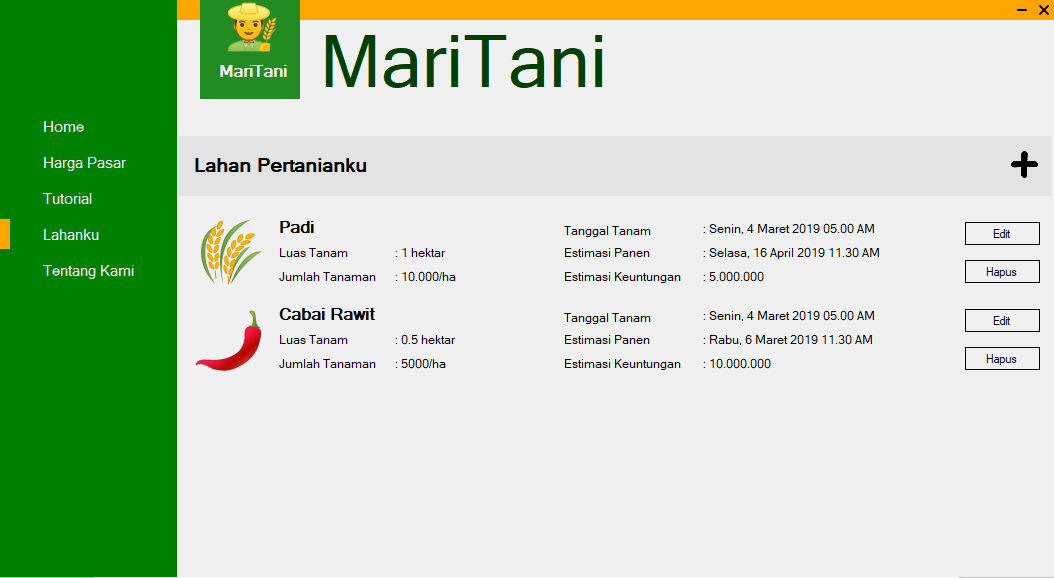 MariTani
MariTani
Home
Harga Pasar
Tutorial
Lahanku
Tentang Kami
Lahan Pertanianku
Padi
Luas Tanam : 1 hektar
Jumlah Tanaman : 10.000/ha
Tanggal Tanam : Senin, 4 Maret 2019 05.00 AM
Estimasi Panen : Selasa, 16 April 2019 11.30 AM
Estimasi Keuntungan : 5.000.000
Edit
Hapus
Cabai Rawit
Luas Tanam : 0.5 hektar
Jumlah Tanaman : 5000/ha
Tanggal Tanam : Senin, 4 Maret 2019 05.00 AM
Estimasi Panen : Rabu, 6 Maret 2019 11.30 AM
Estimasi Keuntungan : 10.000.000
Edit
Hapus